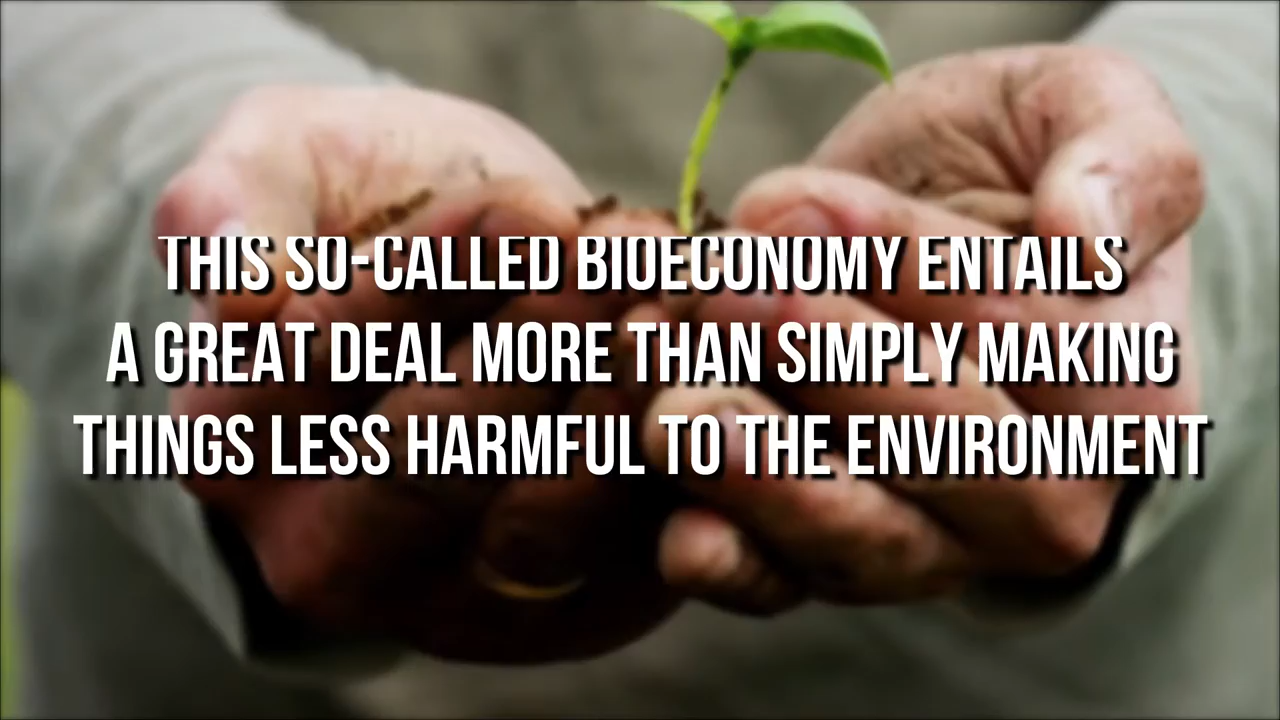 THIS SO-CALLED BIOECONOMY ENTAILS
A GREAT DEAL MORE THAN SIMPLY MAKING
THINGS LESS HARMFUL TO THE ENVIRONMENT